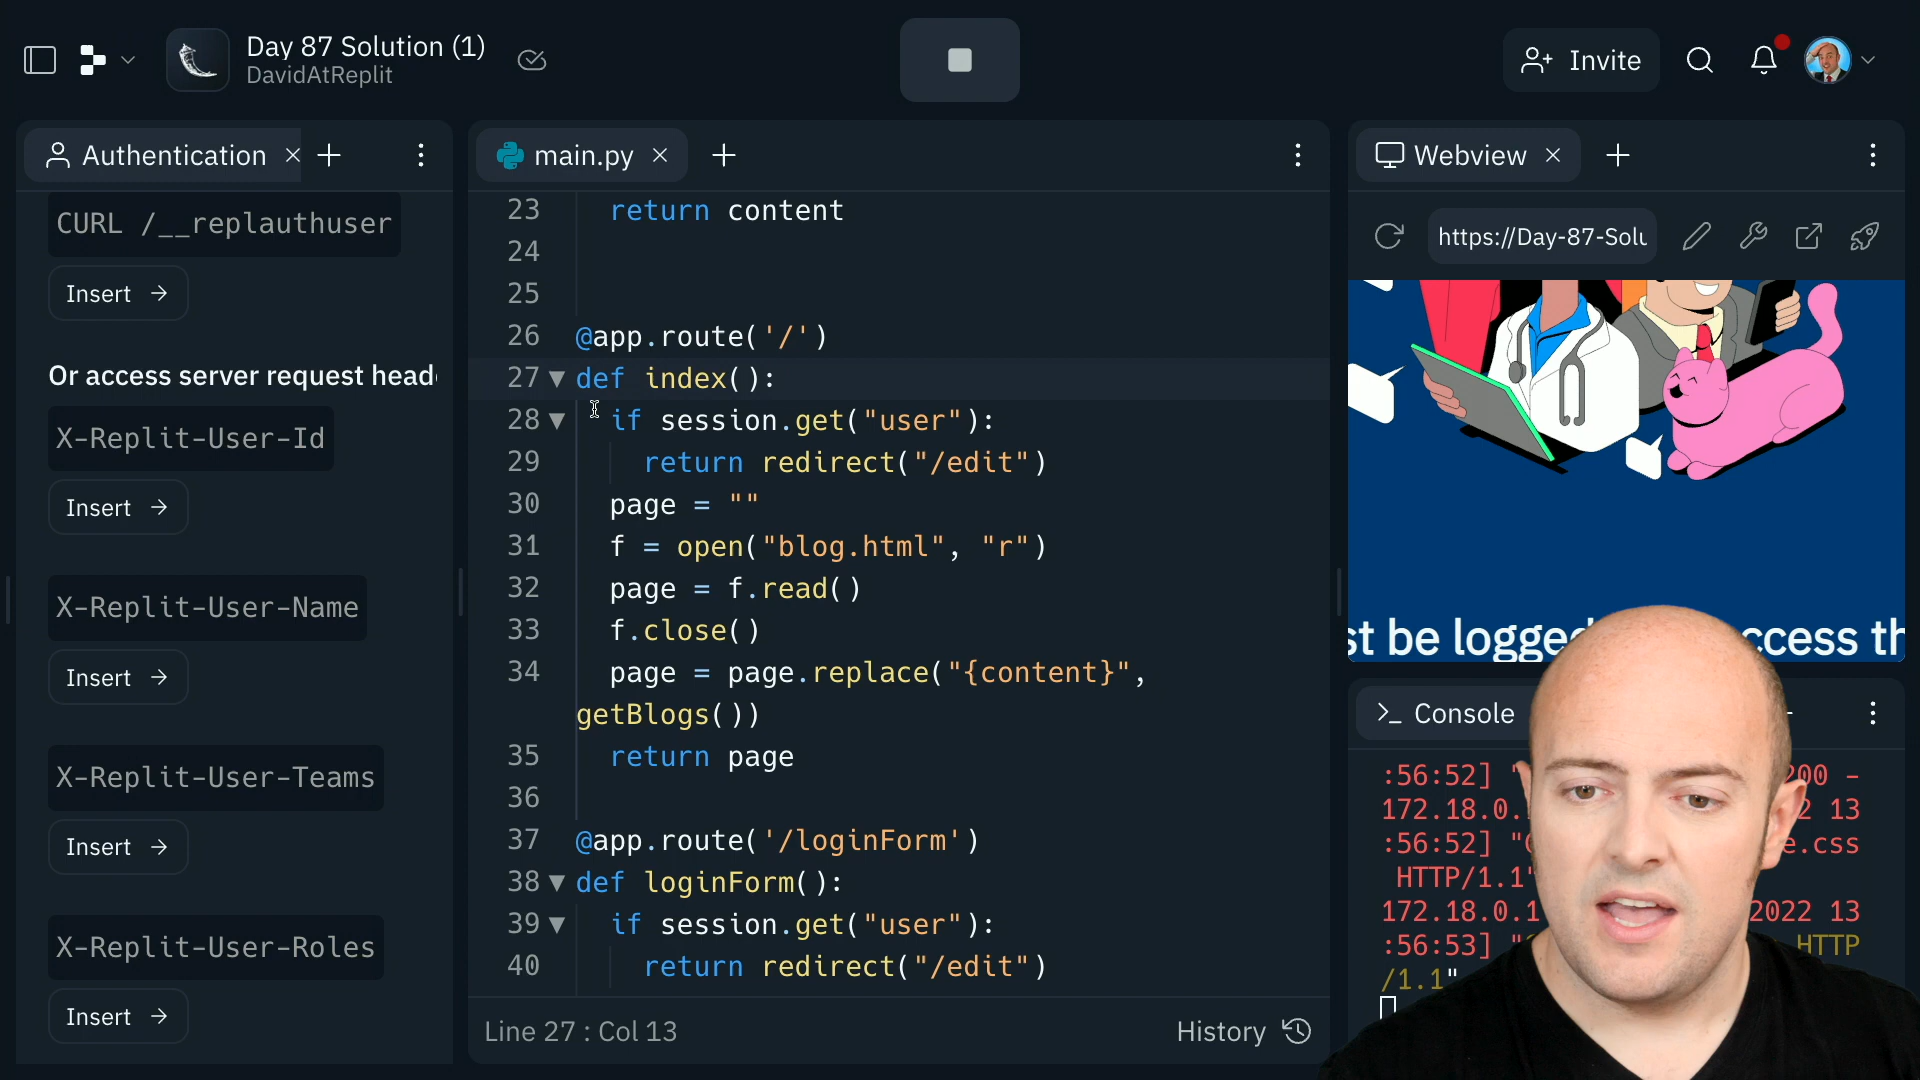 Day 87 Solution (1)
DavidAtReplit
Invite
Authentication
CURL /__replauthuser
Insert
Or access server request head
X-Replit-User-Id
Insert
X-Replit-User-Name
Insert
X-Replit-User-Teams
Insert
X-Replit-User-Roles
Insert
main.py
23 return content
24
25
26 @app.route('/')
27 def index():
28 if session.get("user"):
29 return redirect("/edit")
30 page = ""
31 f = open("blog.html", "r")
32 page = f.read()
33 f.close()
34 page = page.replace("{content}",
getBlogs())
35 return page
36
37 @app.route('/loginForm')
38 def loginForm():
39 if session.get("user"):
40 return redirect("/edit")
Line 27 : Col 13
History
Webview
https://Day-87-Solu
st be logge ccess th
Console
:56:52] " 200 -
172.18.0. 2 13
:56:52] " e.css
HTTP/1.1"
172.18.0.1 2022 13
:56:53] " HTTP
/1.1"